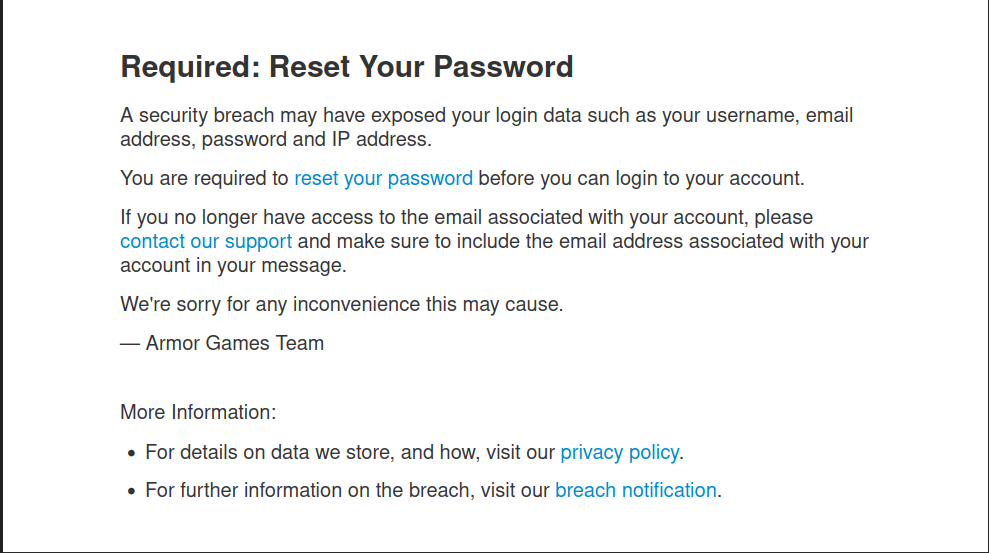 Required: Reset Your Password
A security breach may have exposed your login data such as your username, email
address, password and IP address.
You are required to reset your password before you can login to your account.
If you no longer have access to the email associated with your account, please
contact our support and make sure to include the email address associated with your
account in your message.
We're sorry for any inconvenience this may cause.
— Armor Games Team
More Information:
• For details on data we store, and how, visit our privacy policy.
• For further information on the breach, visit our breach notification.